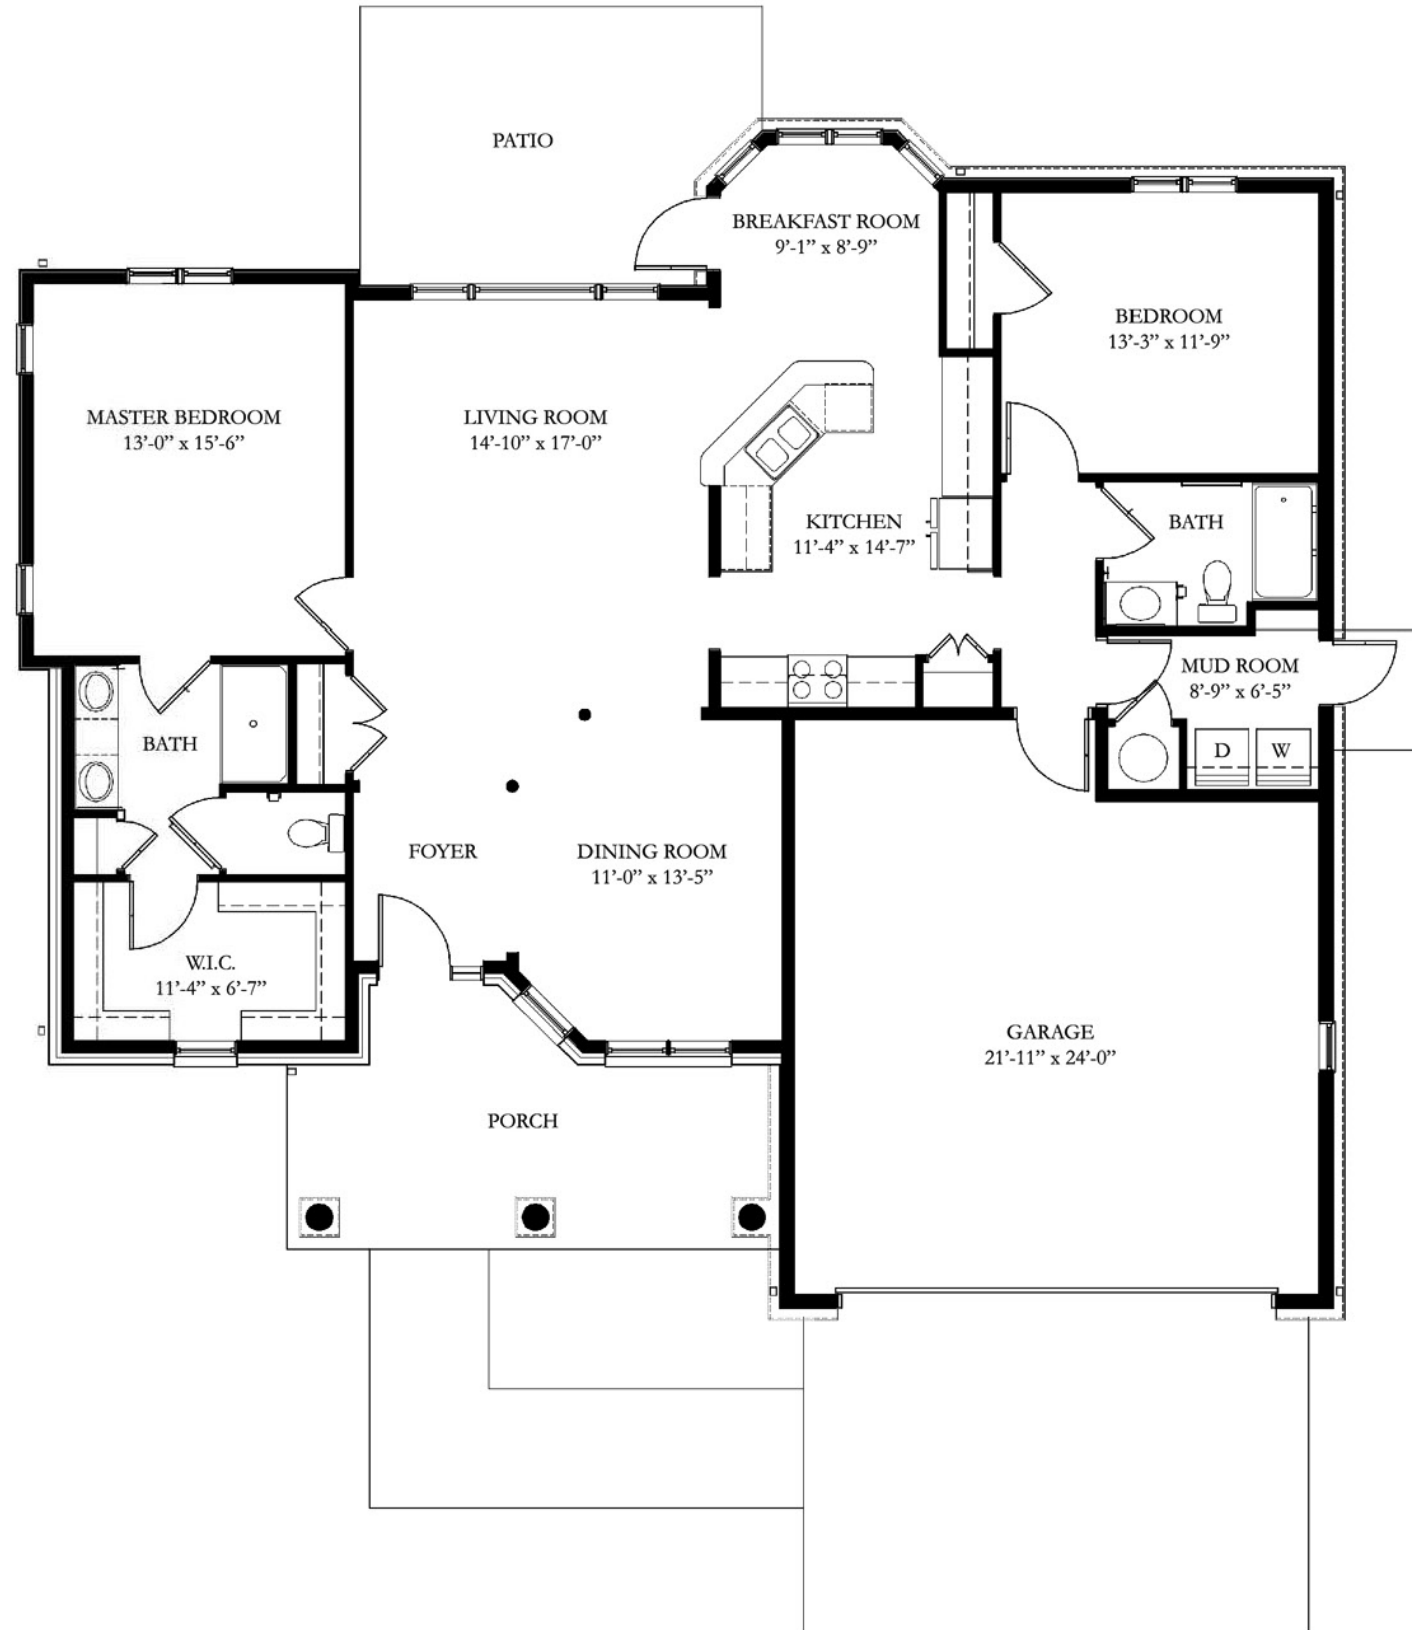 PATIO
BREAKFAST ROOM
9’-1” x 8’-9”
BEDROOM
13’-3” x 11’-9”
MASTER BEDROOM
13’-0” x 15’-6”
LIVING ROOM
14’-10” x 17’-0”
KITCHEN
11’-4” x 14’-7”
BATH
MUD ROOM
8’-9” x 6’-5”
D
W
BATH
FOYER
DINING ROOM
11’-0” x 13’-5”
W.I.C.
11’-4” x 6’-7”
GARAGE
21’-11” x 24’-0”
PORCH